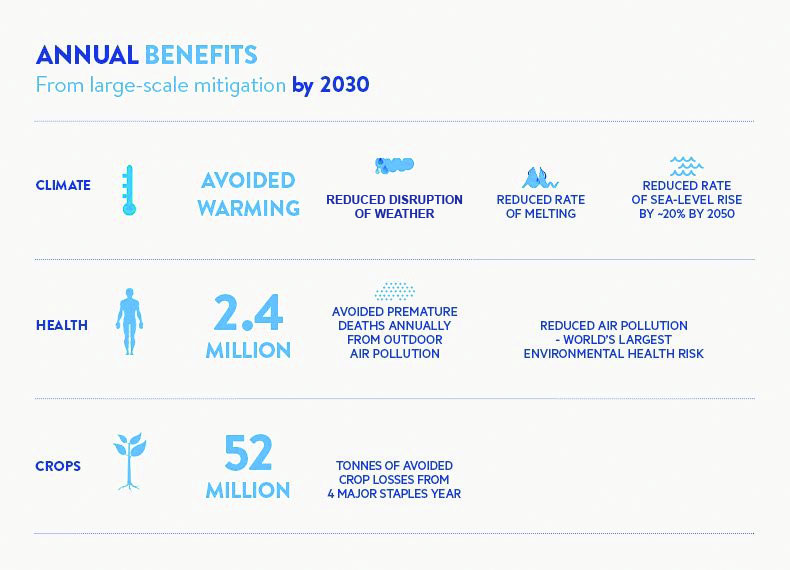 ANNUAL BENEFITS
From large-scale mitigation by 2030
CLIMATE
AVOIDED
WARMING
REDUCED DISRUPTION
OF WEATHER
REDUCED RATE
OF MELTING
REDUCED RATE
OF SEA-LEVEL RISE
BY ~20% BY 2050
HEALTH
2.4
MILLION
AVOIDED PREMATURE
DEATHS ANNUALLY
FROM OUTDOOR
AIR POLLUTION
REDUCED AIR POLLUTION
- WORLD'S LARGEST
ENVIRONMENTAL HEALTH RISK
CROPS
52
MILLION
TONNES OF AVOIDED
CROP LOSSES FROM
4 MAJOR STAPLES YEAR